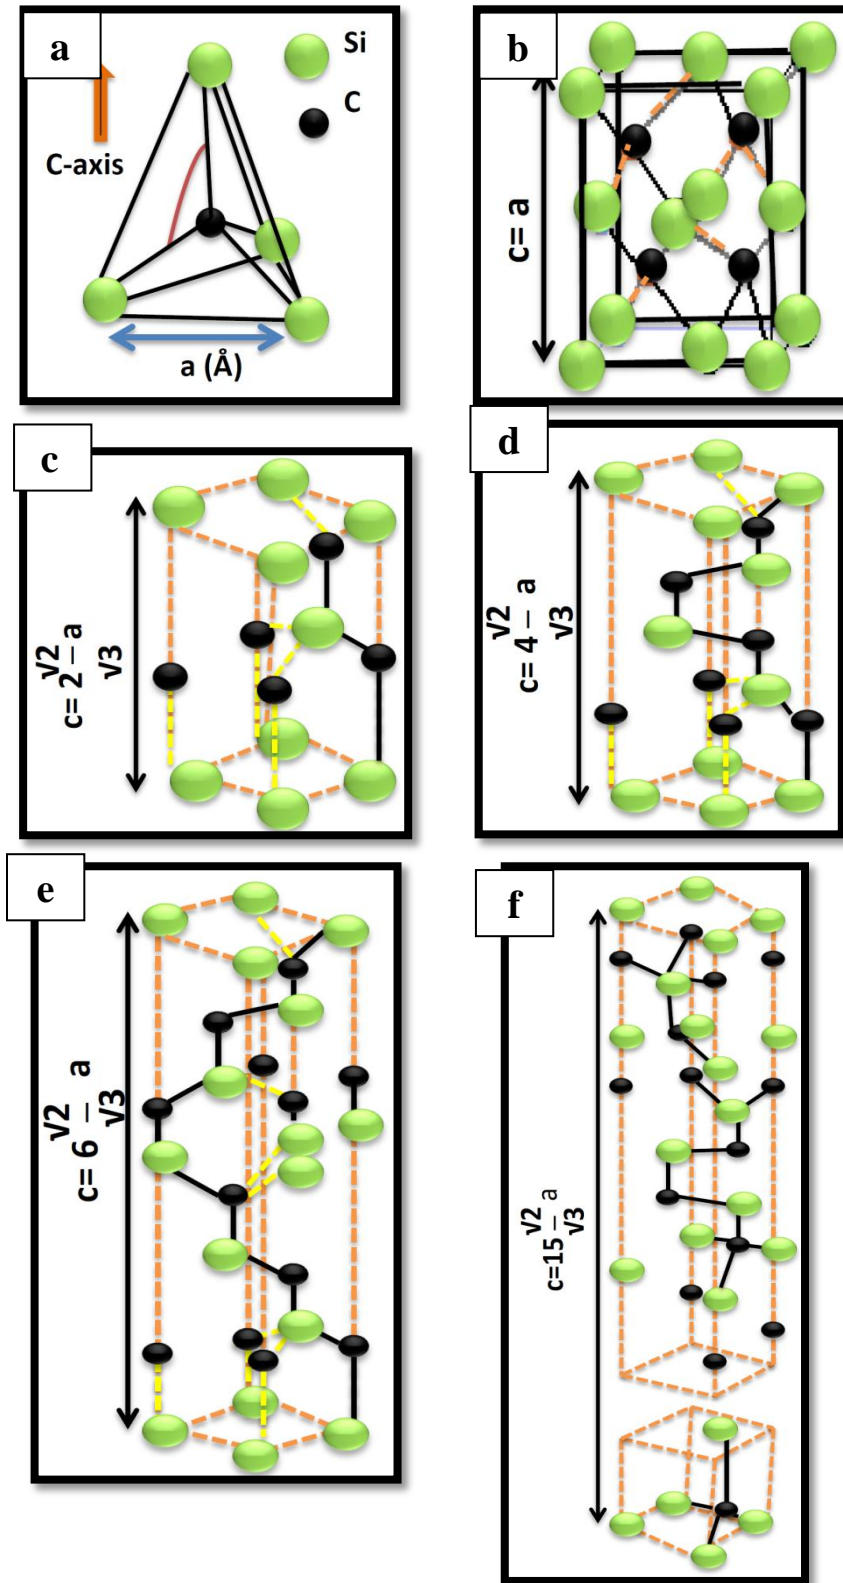 a
Si
C
C-axis
a (Å)
b
c= a
c
c= 2 √2/√3 a
d
c= 4 √2/√3 a
e
c= 6 √2/√3 a
f
c=15 √2/√3 a